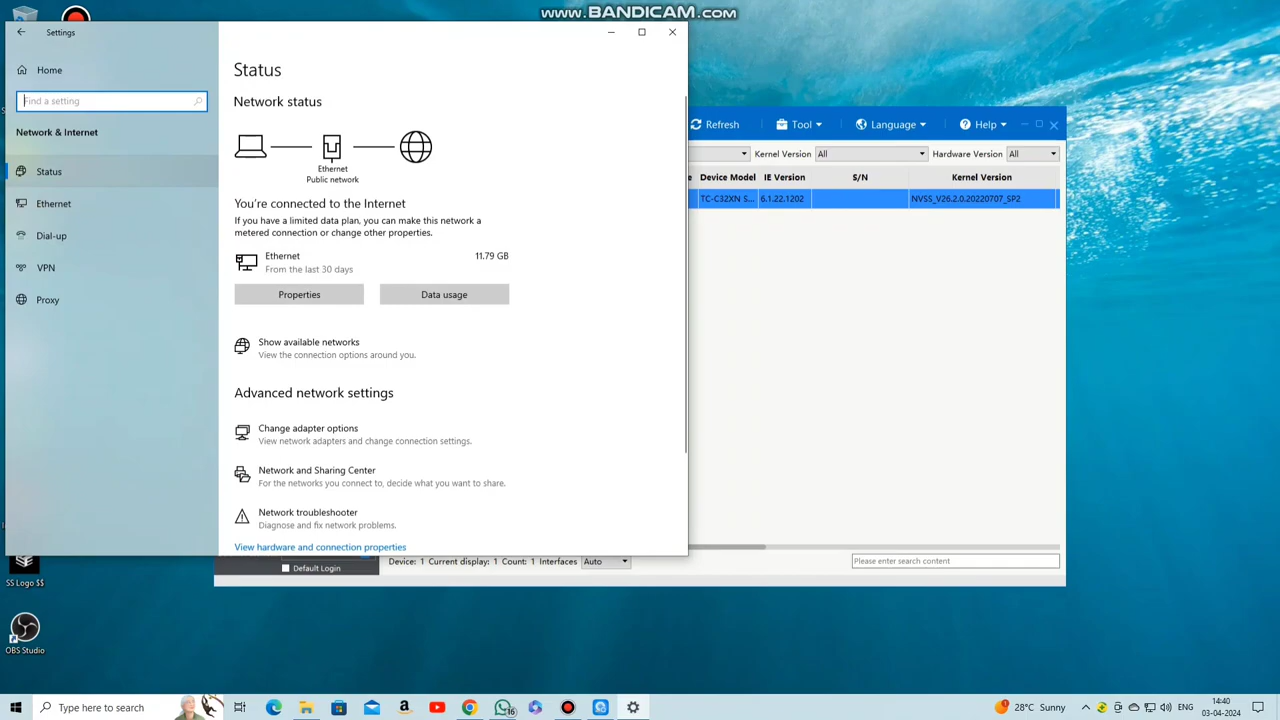 www.BANDICAM.com
Settings
Home
Find a setting
Network & Internet
Status
Ethernet
Dial-up
VPN
Proxy
Status
Network status
Ethernet
Public network
You're connected to the Internet
If you have a limited data plan, you can make this network a
metered connection or change other properties.
Ethernet 11.79 GB
From the last 30 days
Properties Data usage
Show available networks
View the connection options around you.
Advanced network settings
Change adapter options
View network adapters and change connection settings.
Network and Sharing Center
For the networks you connect to, decide what you want to share.
Network troubleshooter
Diagnose and fix network problems.
View hardware and connection properties
Refresh Tool Language Help
Kernel Version All Hardware Version All
Device Model IE Version S/N Kernel Version
TC-C32XN S... 6.1.22.1202 NVSS_V26.2.0.20220707_SP2
Default Login Device: 1 Current display: 1 Count: 1 Interfaces Auto Please enter search content
SS Logo $$
OBS Studio
Type here to search
16
28°C Sunny
ENG
14:40
03-04-2024